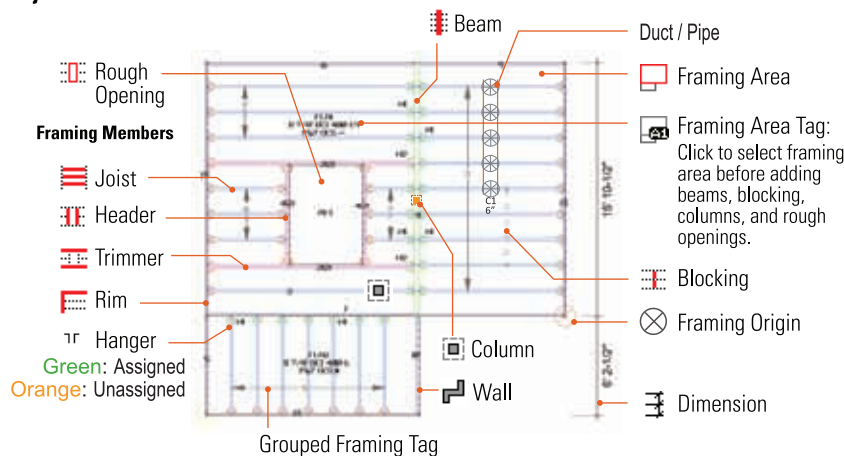 Beam
Duct / Pipe
Rough
Opening
Framing Area
Framing Members
Framing Area Tag:
Click to select framing
area before adding
beams, blocking,
columns, and rough
openings.
A1
Joist
Header
Trimmer
Rim
Hanger
Green: Assigned
Orange: Unassigned
C1
6"
15' 10-1/2"
Blocking
Framing Origin
Column
Wall
6' 2-1/2"
Dimension
Grouped Framing Tag